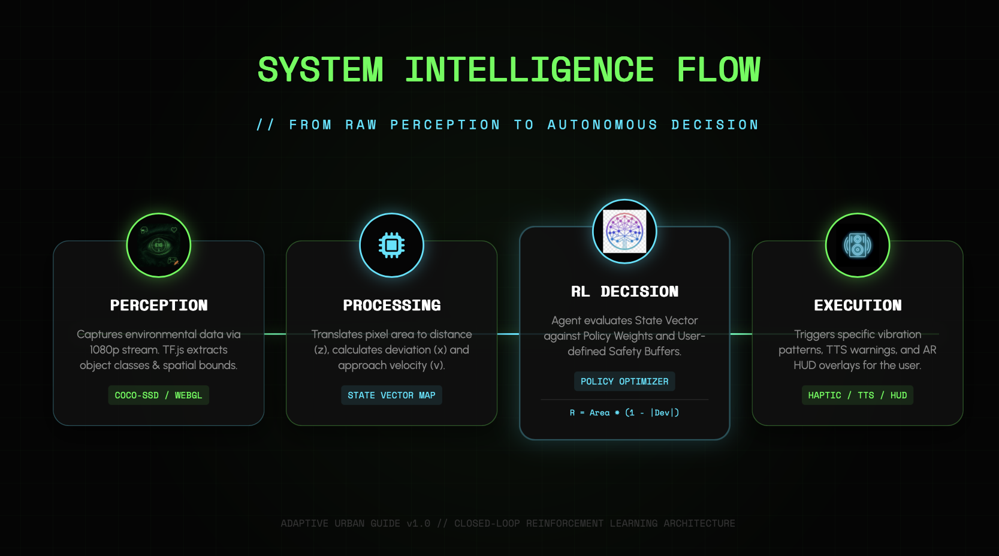 SYSTEM INTELLIGENCE FLOW
// FROM RAW PERCEPTION TO AUTONOMOUS DECISION
PERCEPTION
Captures environmental data via
1080p stream. TF.js extracts
object classes & spatial bounds.
COCO-SSD / WEBGL
PROCESSING
Translates pixel area to distance
(z), calculates deviation (x) and
approach velocity (v).
STATE VECTOR MAP
RL DECISION
Agent evaluates State Vector
against Policy Weights and User-
defined Safety Buffers.
POLICY OPTIMIZER
R = Area * (1 - |Dev|)
EXECUTION
Triggers specific vibration
patterns, TTS warnings, and AR
HUD overlays for the user.
HAPTIC / TTS / HUD
ADAPTIVE URBAN GUIDE v1.0 // CLOSED-LOOP REINFORCEMENT LEARNING ARCHITECTURE